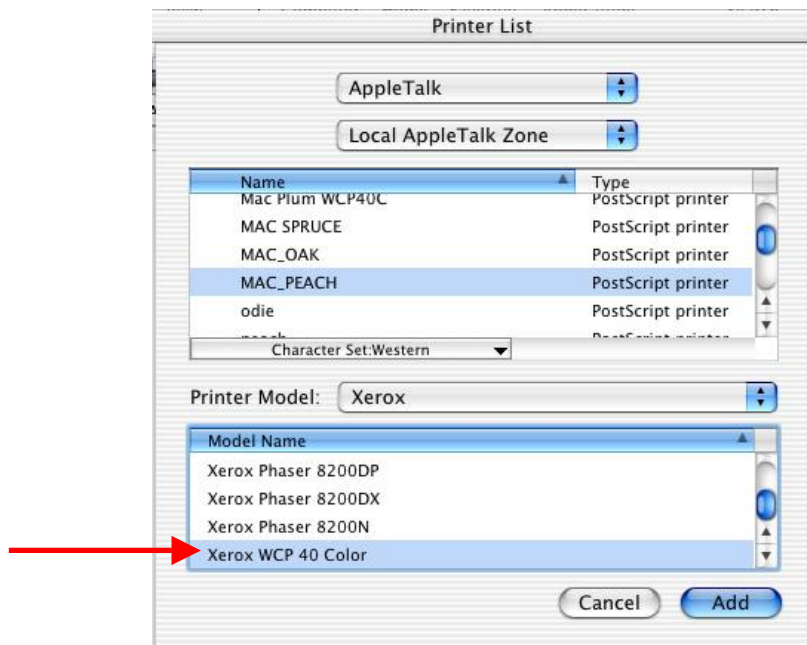 Printer List
AppleTalk
Local AppleTalk Zone
Name Type
Mac Plum WCP40C PostScript printer
MAC SPRUCE PostScript printer
MAC_OAK PostScript printer
MAC_PEACH PostScript printer
odie PostScript printer
Character Set:Western
Printer Model: Xerox
Model Name
Xerox Phaser 8200DP
Xerox Phaser 8200DX
Xerox Phaser 8200N
Xerox WCP 40 Color
Cancel Add